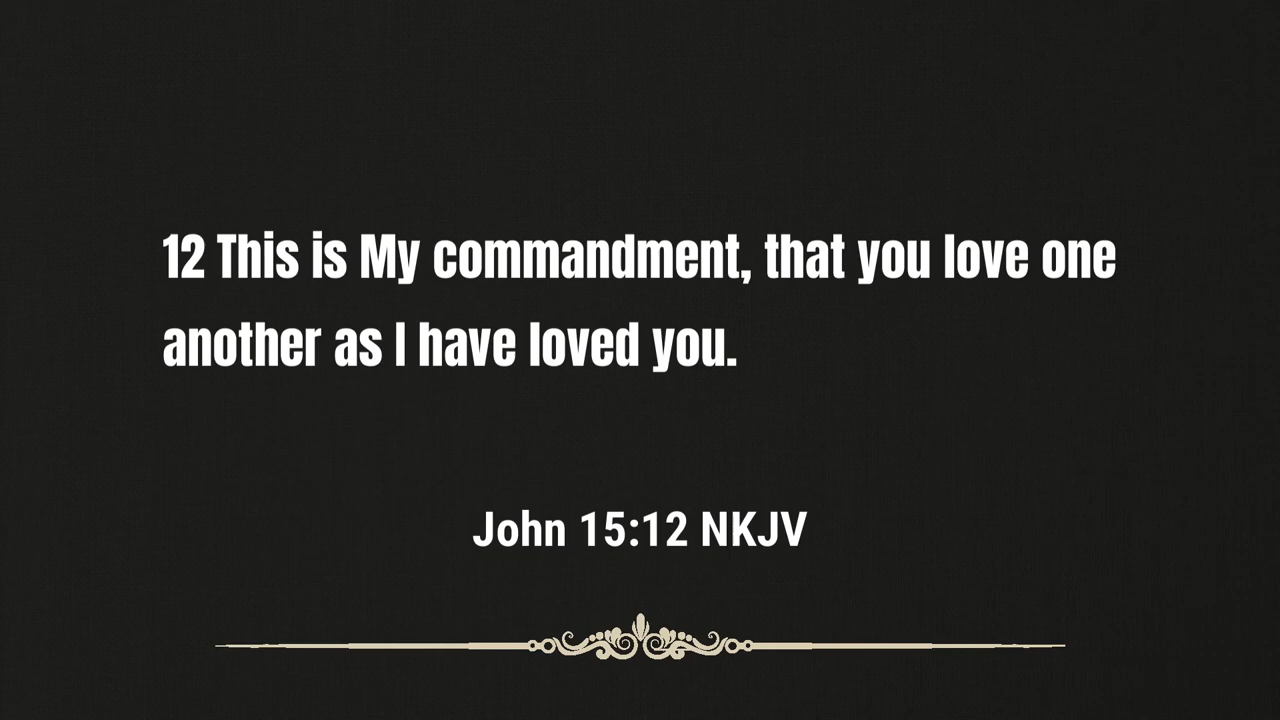 12 This is My commandment, that you love one
another as I have loved you.
John 15:12 NKJV